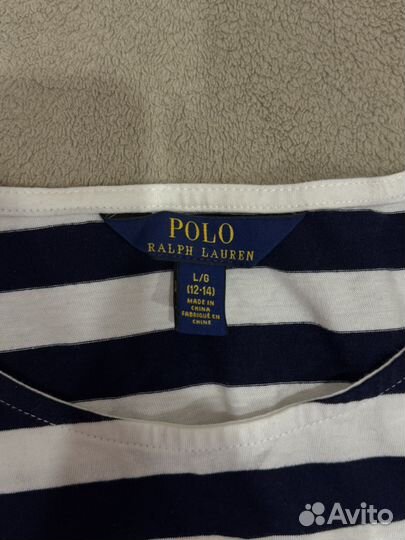 POLO
RALPH LAUREN
L/G
(12-14)
MADE IN
CHINA
FABRIQUÉ EN
CHINE
Avito